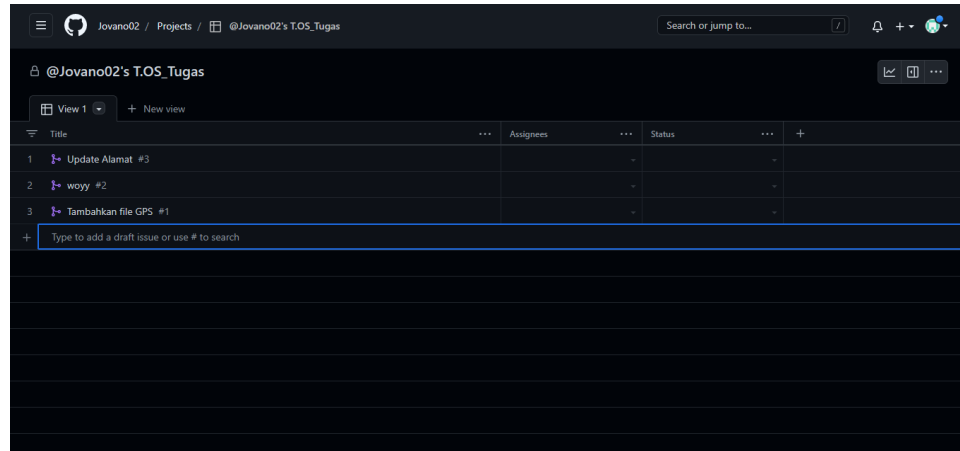 Jovano02 / Projects / @Jovano02's T.OS_Tugas Search or jump to... /
@Jovano02's T.OS_Tugas
View 1 + New view
Title ... Assignees ... Status ... +
1 Update Alamat #3
2 woyy #2
3 Tambahkan file GPS #1
+ Type to add a draft issue or use # to search